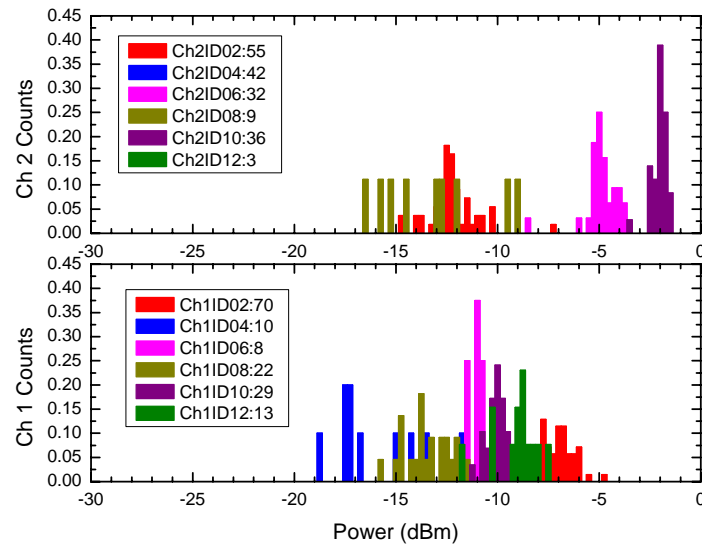 Ch 2 Counts
0.45
0.40
0.35
0.30
0.25
0.20
0.15
0.10
0.05
0.00
Ch2ID02:55
Ch2ID04:42
Ch2ID06:32
Ch2ID08:9
Ch2ID10:36
Ch2ID12:3
-30 -25 -20 -15 -10 -5 0
Ch 1 Counts
0.45
0.40
0.35
0.30
0.25
0.20
0.15
0.10
0.05
0.00
Ch1ID02:70
Ch1ID04:10
Ch1ID06:8
Ch1ID08:22
Ch1ID10:29
Ch1ID12:13
-30 -25 -20 -15 -10 -5 0
Power (dBm)